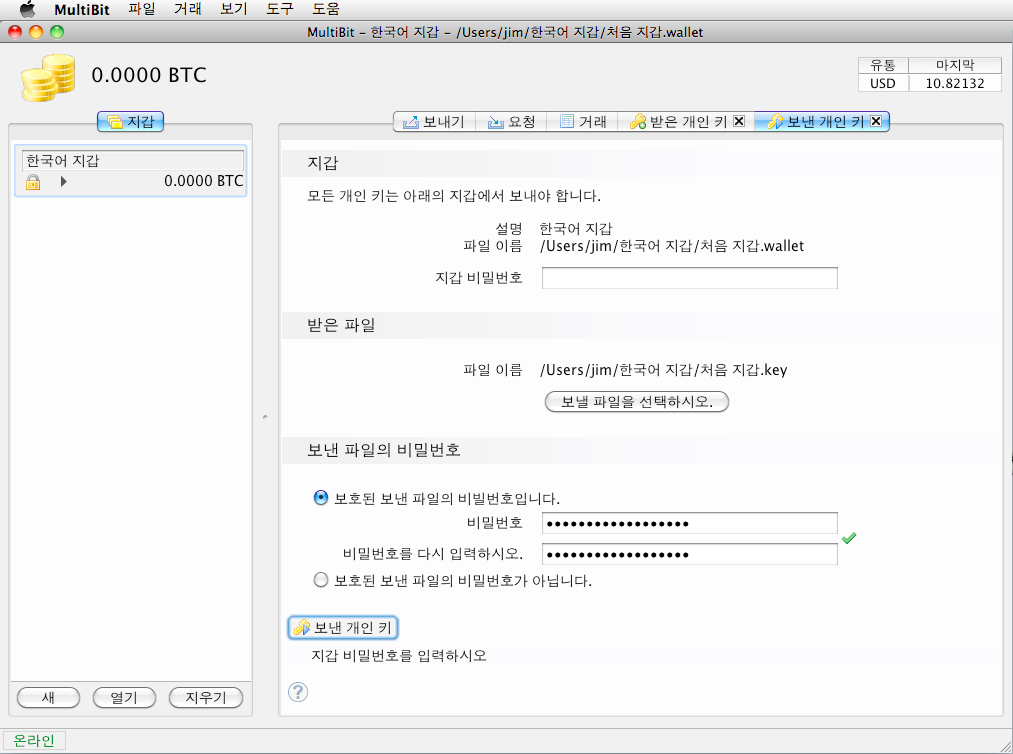 MultiBit 파일 거래 보기 도구 도움
MultiBit - 한국어 지갑 - /Users/jim/한국어 지갑/처음 지갑.wallet
0.0000 BTC
유통 마지막
USD 10.82132
지갑
보내기 요청 거래 받은 개인 키 보낸 개인 키
한국어 지갑
0.0000 BTC
지갑
모든 개인 키는 아래의 지갑에서 보내야 합니다.
설명 한국어 지갑
파일 이름 /Users/jim/한국어 지갑/처음 지갑.wallet
지갑 비밀번호
받은 파일
파일 이름 /Users/jim/한국어 지갑/처음 지갑.key
보낼 파일을 선택하시오.
보낸 파일의 비밀번호
보호된 보낸 파일의 비빌번호입니다.
비밀번호 ••••••••••••••••••
비밀번호를 다시 입력하시오. ••••••••••••••••••
보호된 보낸 파일의 비밀번호가 아닙니다.
보낸 개인 키
지갑 비밀번호를 입력하시오
?
새 열기 지우기
온라인